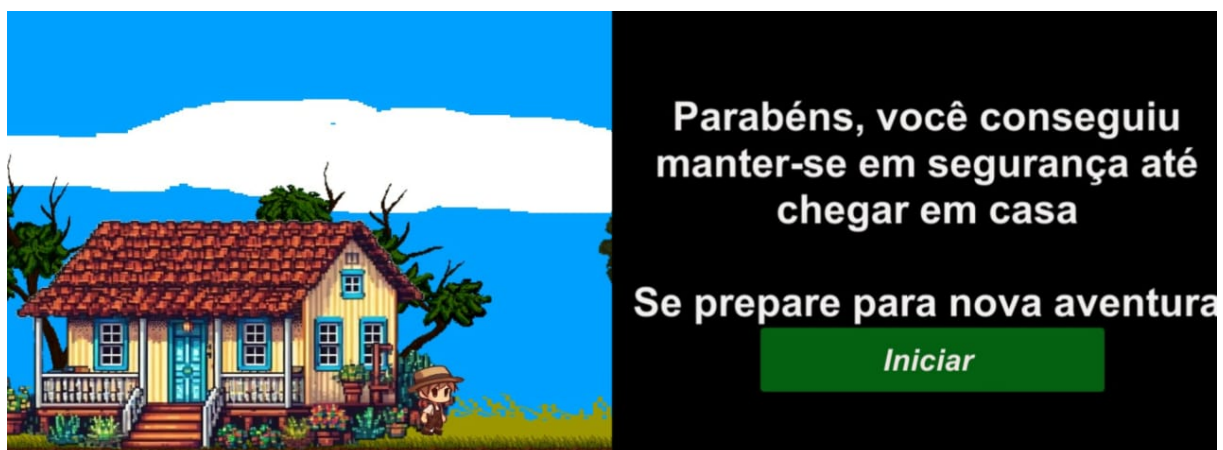 Parabéns, você conseguiu
manter-se em segurança até
chegar em casa
Se prepare para nova aventura
Iniciar